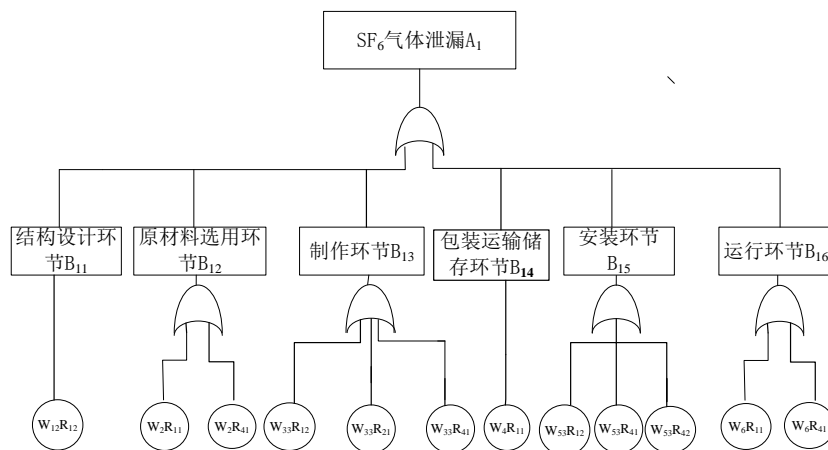 SF₆气体泄漏A₁
结构设计环
节B₁₁
原材料选用环
节B₁₂
制作环节B₁₃
包装运输储
存环节B₁₄
安装环节
B₁₅
运行环节B₁₆
W₁₂R₁₂
W₂R₁₁
W₂R₄₁
W₃₃R₁₂
W₃₃R₂₁
W₃₃R₄₁
W₄R₁₁
W₅₃R₁₂
W₅₃R₄₁
W₅₃R₄₂
W₆R₁₁
W₆R₄₁